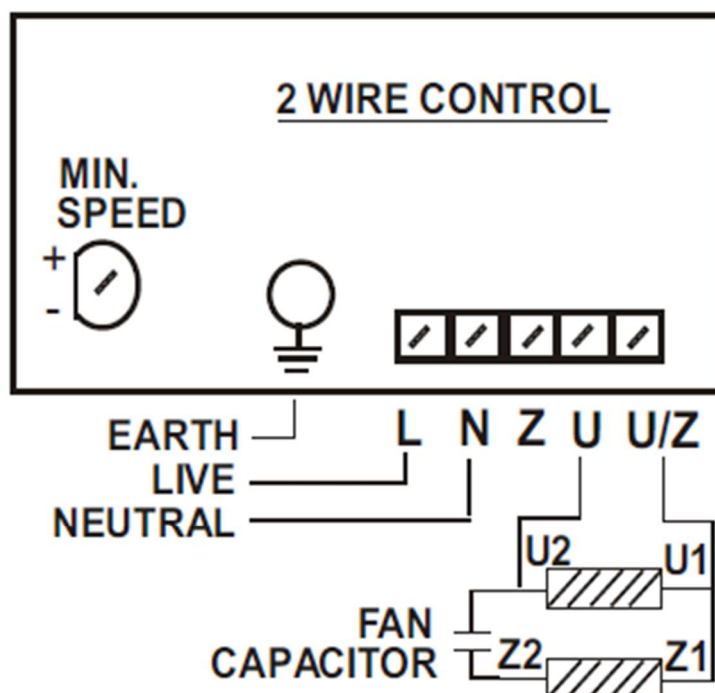 2 WIRE CONTROL
MIN.
SPEED
+
-
EARTH
L N Z U U/Z
LIVE
NEUTRAL
U2 U1
FAN
CAPACITOR
Z2 Z1